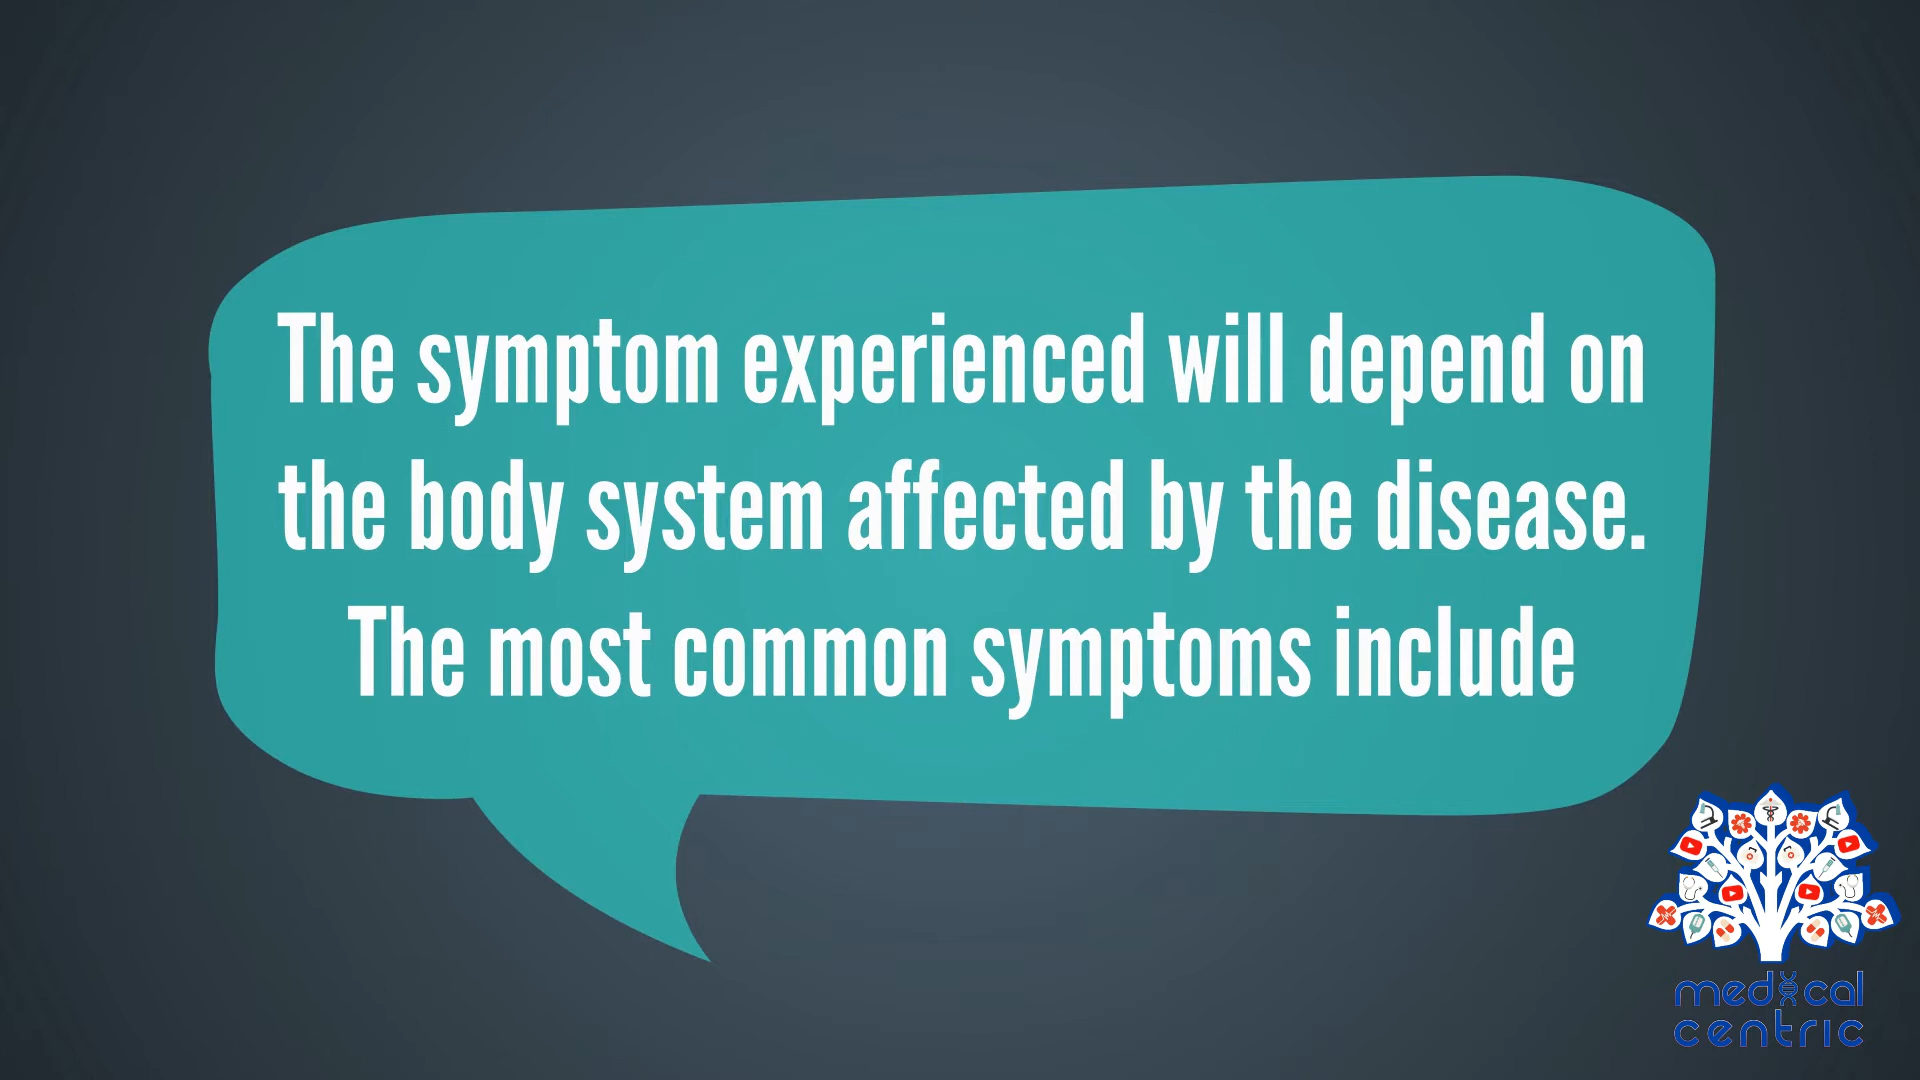 The symptom experienced will depend on
the body system affected by the disease.
The most common symptoms include
medical
centric